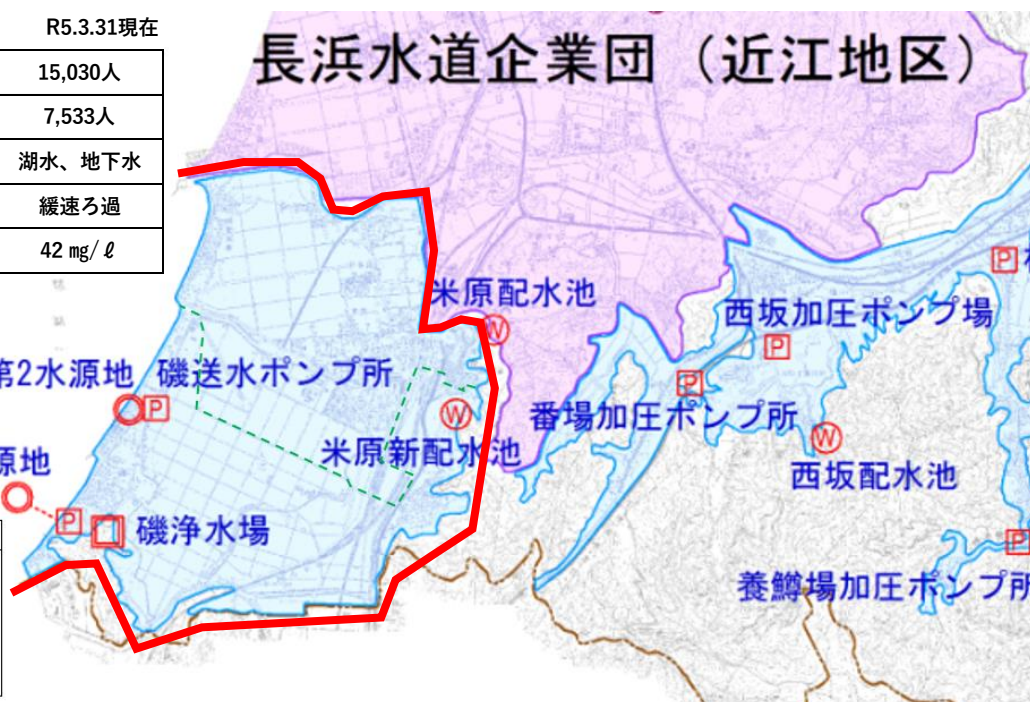 R5.3.31現在
15,030人
7,533人
湖水、地下水
緩速ろ過
42 ㎎/ℓ
長浜水道企業団（近江地区）
米原配水池
W
西坂加圧ポンプ場
P
P
第2水源地
磯送水ポンプ所
P
P
番場加圧ポンプ所
W
W
米原新配水池
源地
西坂配水池
P
磯浄水場
P
養鱒場加圧ポンプ所